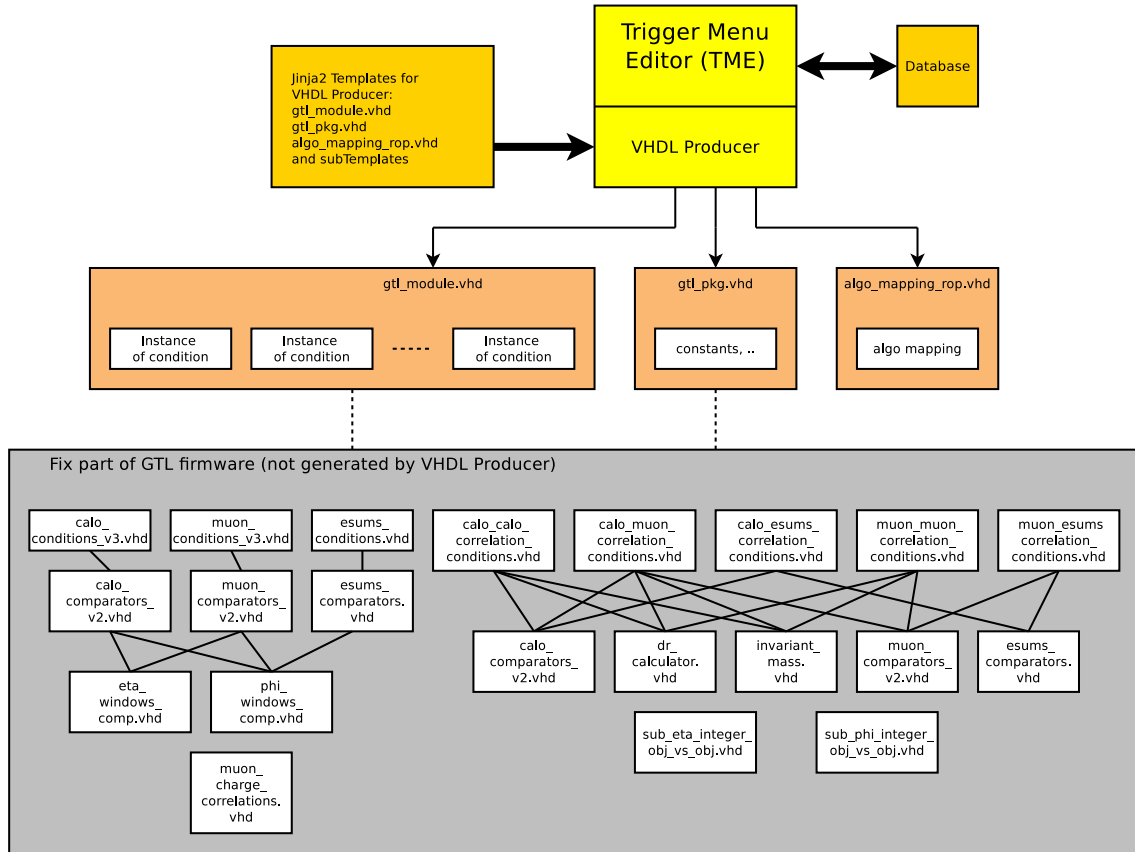 Trigger Menu
Editor (TME)
VHDL Producer
Database
Jinja2 Templates for
VHDL Producer:
gtl_module.vhd
gtl_pkg.vhd
algo_mapping_rop.vhd
and subTemplates
gtl_module.vhd
Instance
of condition
Instance
of condition
-----
Instance
of condition
gtl_pkg.vhd
constants, ..
algo_mapping_rop.vhd
algo mapping
Fix part of GTL firmware (not generated by VHDL Producer)
calo_
conditions_v3.vhd
muon_
conditions_v3.vhd
esums_
conditions.vhd
calo_calo_
correlation_
conditions.vhd
calo_muon_
correlation_
conditions.vhd
calo_esums_
correlation_
conditions.vhd
muon_muon_
correlation_
conditions.vhd
muon_esums
correlation_
conditions.vhd
calo_
comparators_
v2.vhd
muon_
comparators_
v2.vhd
esums_
comparators.
vhd
calo_
comparators_
v2.vhd
dr_
calculator.
vhd
invariant_
mass.
vhd
muon_
comparators_
v2.vhd
esums_
comparators.
vhd
eta_
windows_
comp.vhd
phi_
windows_
comp.vhd
sub_eta_integer_
obj_vs_obj.vhd
sub_phi_integer_
obj_vs_obj.vhd
muon_
charge_
correlations.
vhd